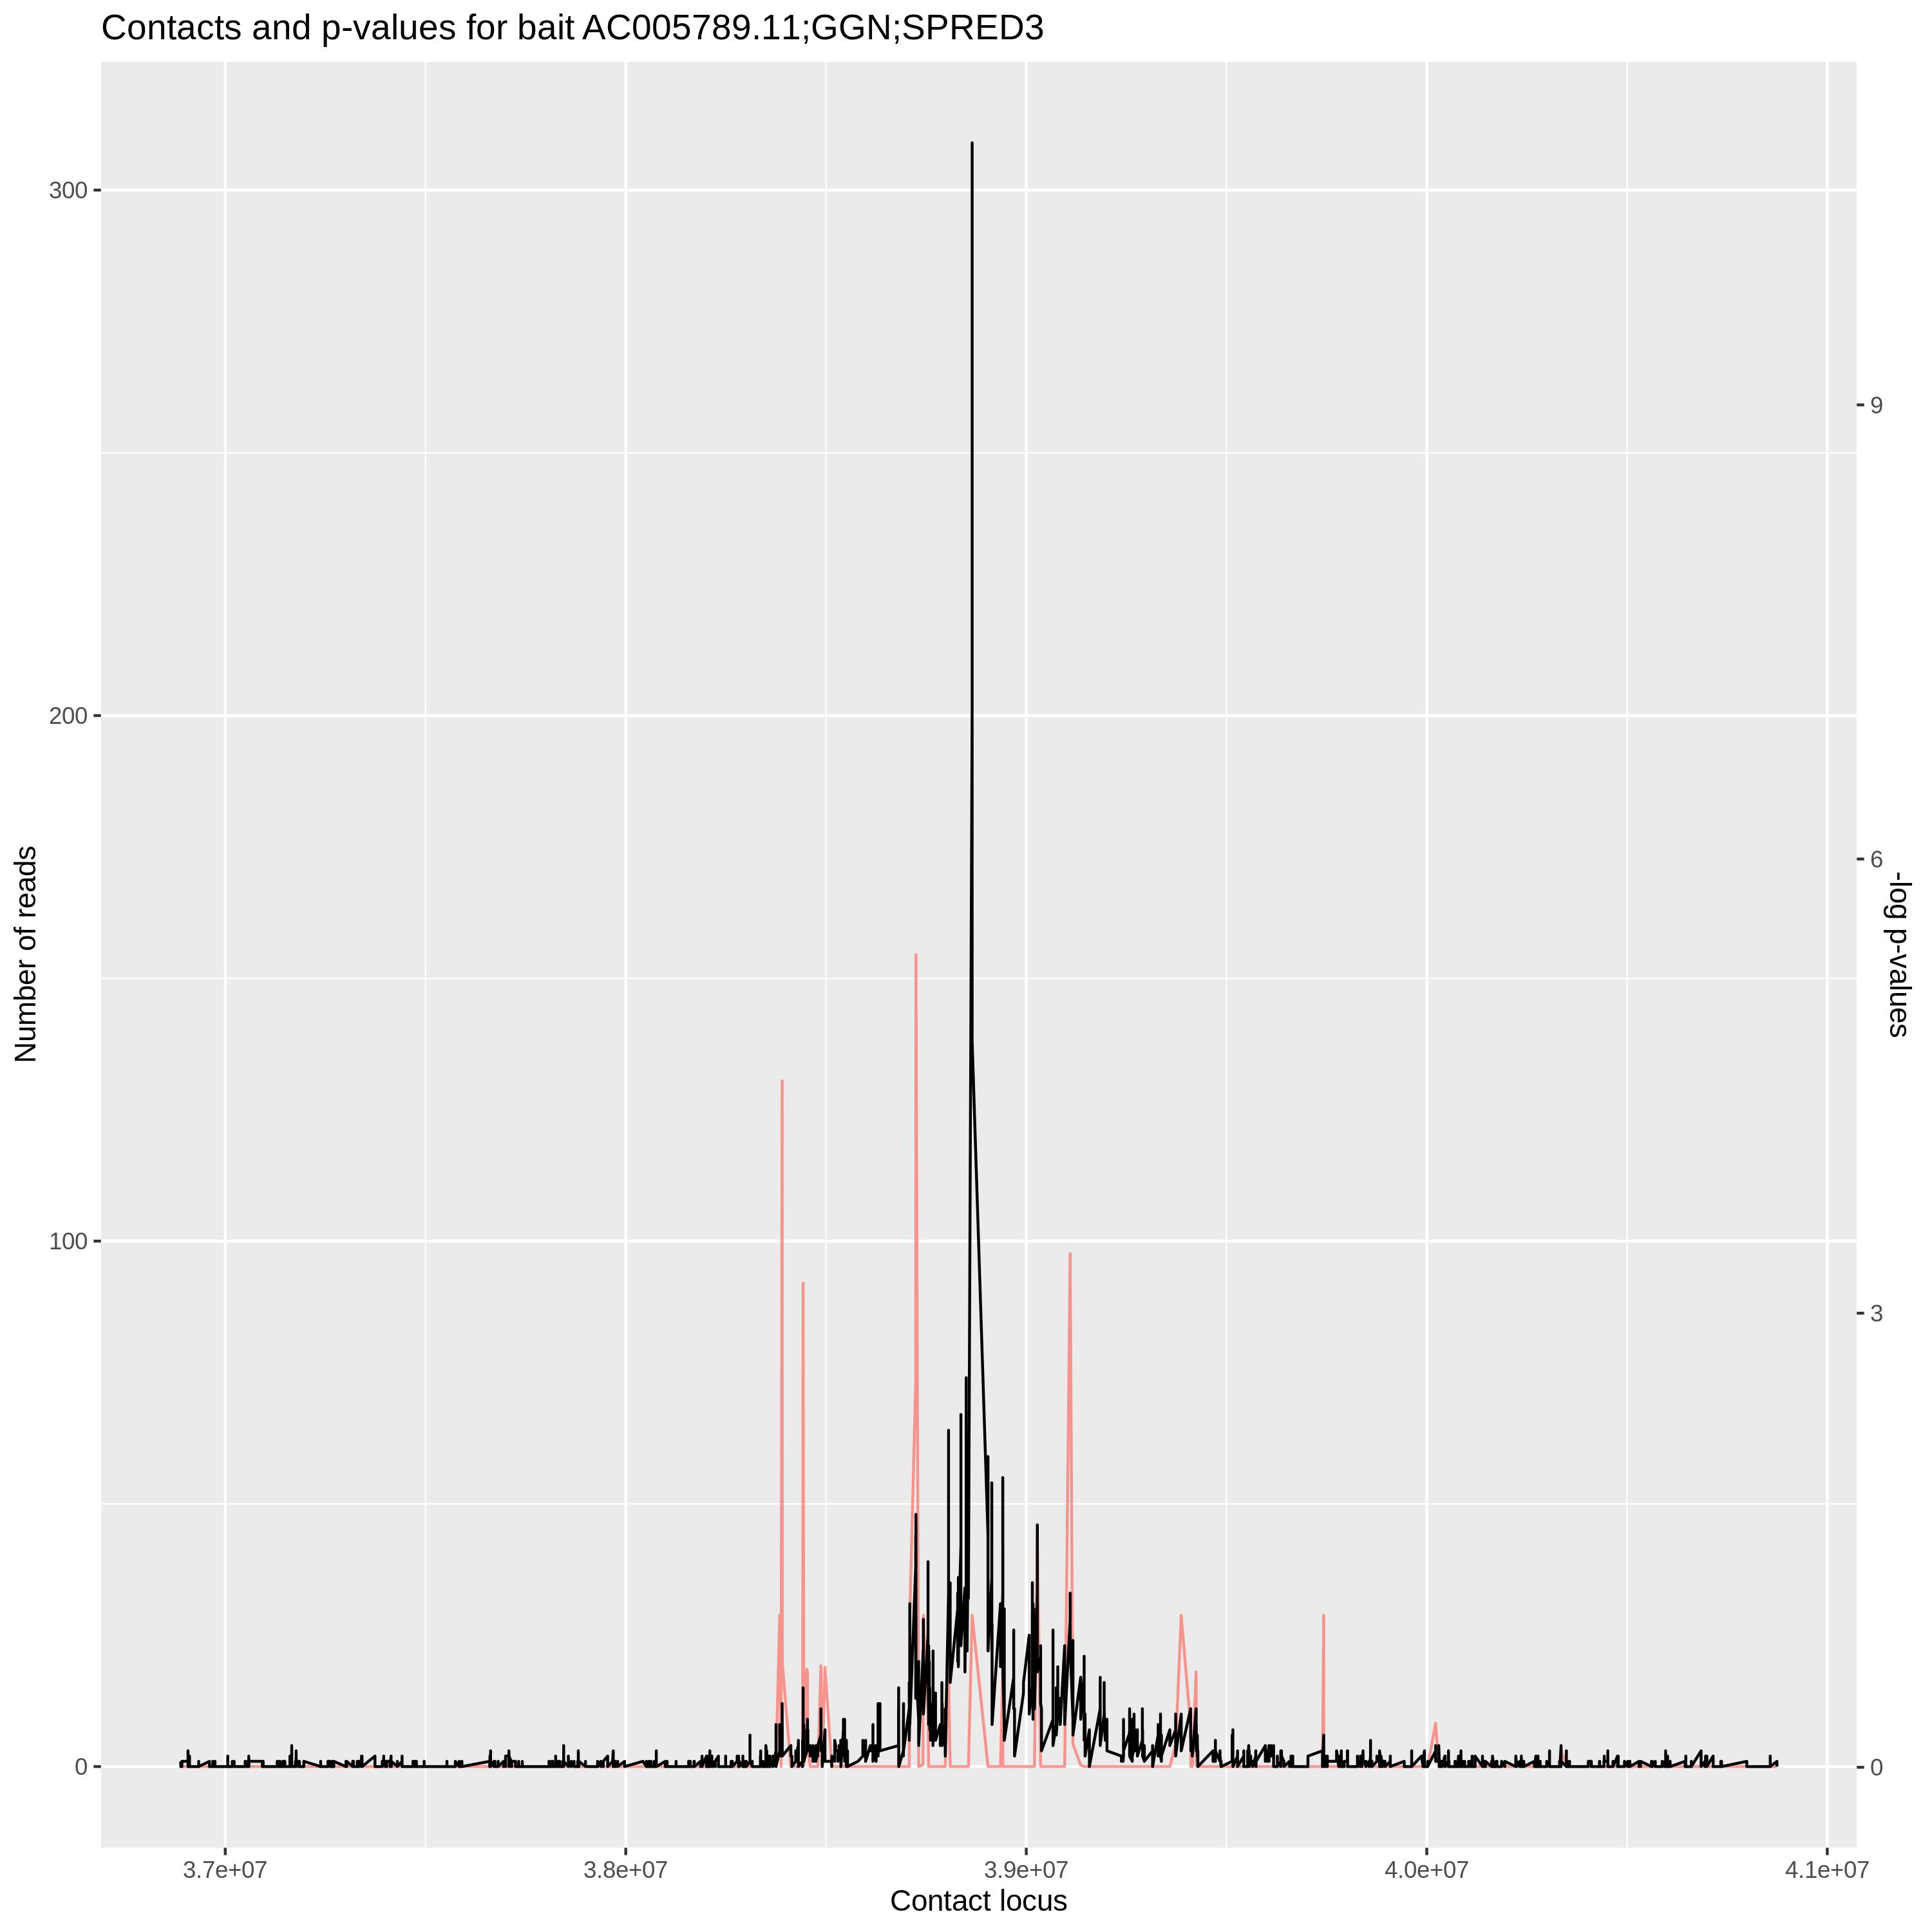 Contacts and p-values for bait AC005789.11;GGN;SPRED3
300
200
100
0
Number of reads
9
6
3
0
-log p-values
3.7e+07
3.8e+07
3.9e+07
4.0e+07
4.1e+07
Contact locus